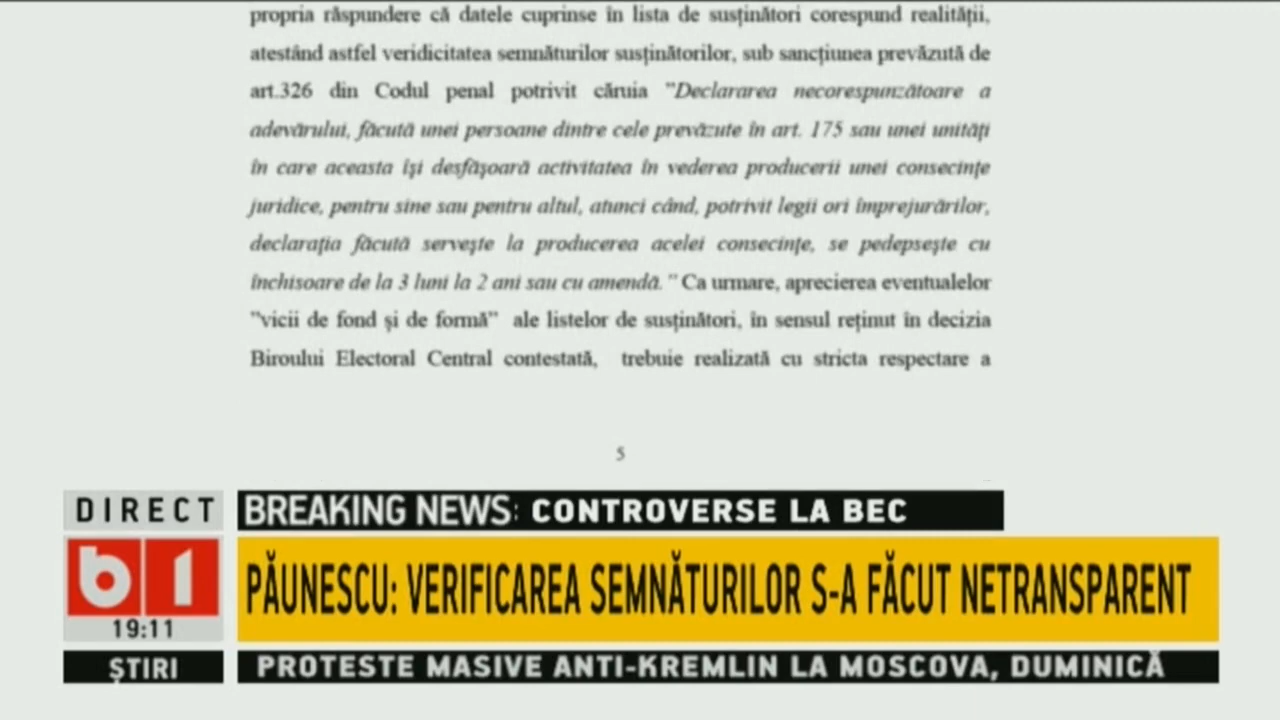 propria răspundere că datele cuprinse în lista de susținători corespund realității,
atestând astfel veridicitatea semnăturilor susținătorilor, sub sancțiunea prevăzută de
art.326 din Codul penal potrivit căruia "Declararea necorespunzătoare a
adevărului, făcută unei persoane dintre cele prevăzute în art. 175 sau unei unități
în care aceasta își desfășoară activitatea în vederea producerii unei consecințe
juridice, pentru sine sau pentru altul, atunci când, potrivit legii ori împrejurărilor,
declarația făcută servește la producerea acelei consecințe, se pedepsește cu
închisoare de la 3 luni la 2 ani sau cu amendă." Ca urmare, aprecierea eventualelor
"vicii de fond și de formă" ale listelor de susținători, în sensul reținut în decizia
Biroului Electoral Central contestată, trebuie realizată cu stricta respectare a
5
DIRECT
BREAKING NEWS: CONTROVERSE LA BEC
b1
PĂUNESCU: VERIFICAREA SEMNĂTURILOR S-A FĂCUT NETRANSPARENT
19:11
ȘTIRI
PROTESTE MASIVE ANTI-KREMLIN LA MOSCOVA, DUMINICĂ